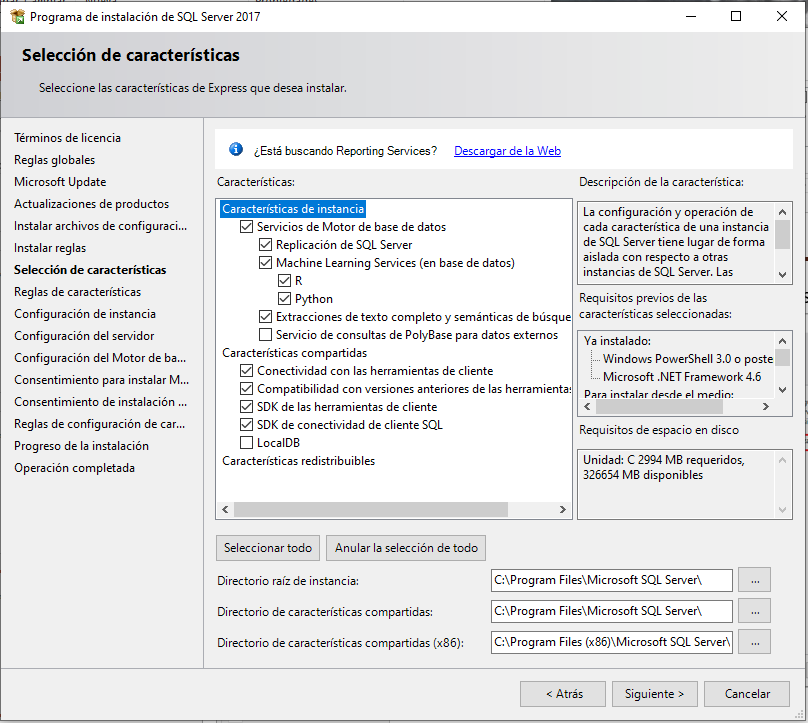 Programa de instalación de SQL Server 2017
Selección de características
Seleccione las características de Express que desea instalar.
Términos de licencia
Reglas globales
Microsoft Update
Actualizaciones de productos
Instalar archivos de configuraci...
Instalar reglas
Selección de características
Reglas de características
Configuración de instancia
Configuración del servidor
Configuración del Motor de ba...
Consentimiento para instalar M...
Consentimiento de instalación ...
Reglas de configuración de car...
Progreso de la instalación
Operación completada
¿Está buscando Reporting Services? Descargar de la Web
Características:
Características de instancia
Servicios de Motor de base de datos
Replicación de SQL Server
Machine Learning Services (en base de datos)
R
Python
Extracciones de texto completo y semánticas de búsque
Servicio de consultas de PolyBase para datos externos
Características compartidas
Conectividad con las herramientas de cliente
Compatibilidad con versiones anteriores de las herramientas
SDK de las herramientas de cliente
SDK de conectividad de cliente SQL
LocalDB
Características redistribuibles
Descripción de la característica:
La configuración y operación de
cada característica de una instancia
de SQL Server tiene lugar de forma
aislada con respecto a otras
instancias de SQL Server. Las
Requisitos previos de las
características seleccionadas:
Ya instalado:
Windows PowerShell 3.0 o poste
Microsoft .NET Framework 4.6
Para instalar desde el medio:
Requisitos de espacio en disco
Unidad: C 2994 MB requeridos,
326654 MB disponibles
Seleccionar todo
Anular la selección de todo
Directorio raíz de instancia:
C:\Program Files\Microsoft SQL Server\
...
Directorio de características compartidas:
C:\Program Files\Microsoft SQL Server\
...
Directorio de características compartidas (x86):
C:\Program Files (x86)\Microsoft SQL Server\
...
< Atrás
Siguiente >
Cancelar